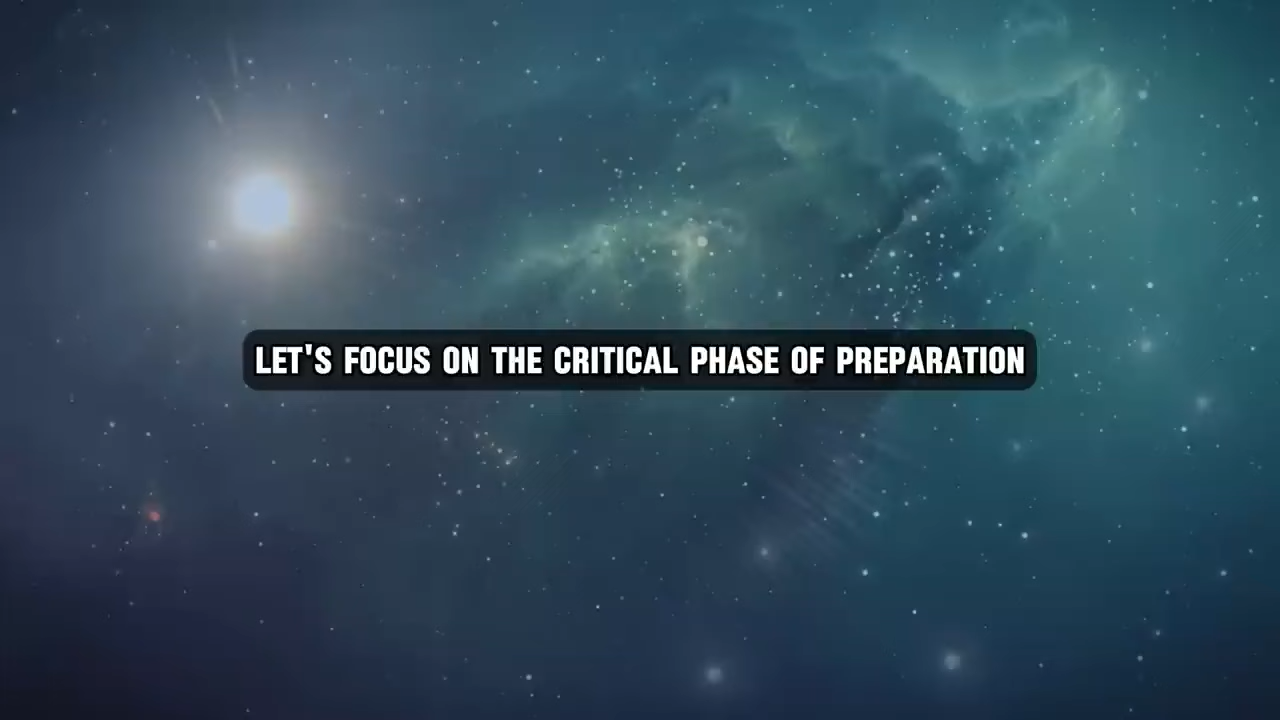 LET'S FOCUS ON THE CRITICAL PHASE OF PREPARATION